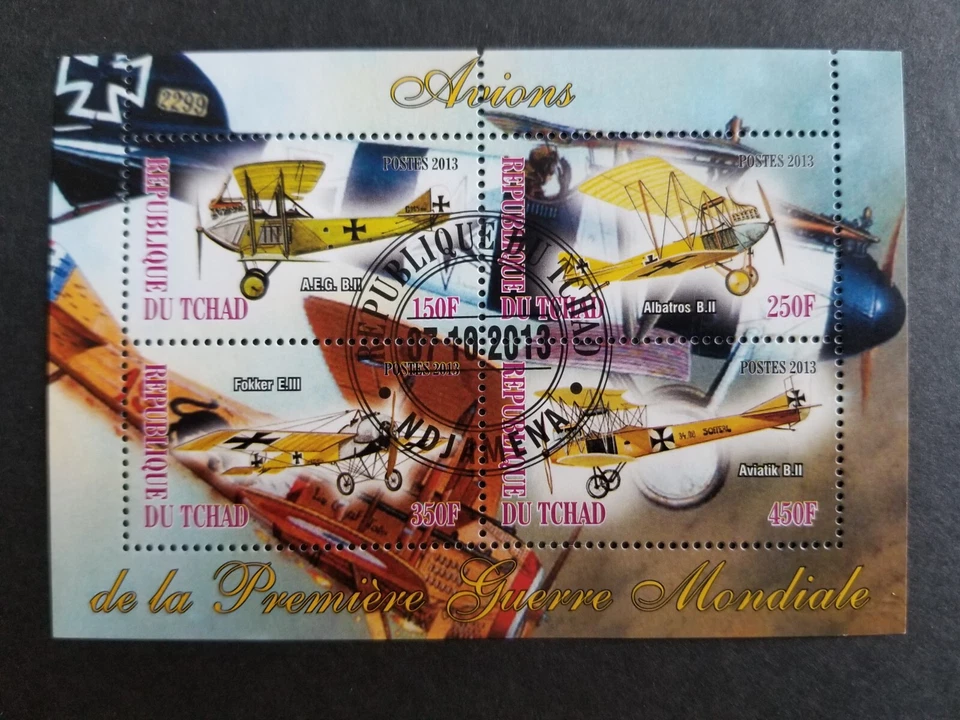 Avions
2299
POSTES 2013
REPUBLIQUE
DU TCHAD
A.E.G. B.II
150F
POSTES 2013
REPUBLIQUE
DU TCHAD
Albatros B.II
250F
REPUBLIQUE DU TCHAD
07-10-2013
N'DJAMENA
POSTES 2013
Fokker E.III
REPUBLIQUE
DU TCHAD
350F
POSTES 2013
REPUBLIQUE
DU TCHAD
Aviatik B.II
450F
de la Première Guerre Mondiale